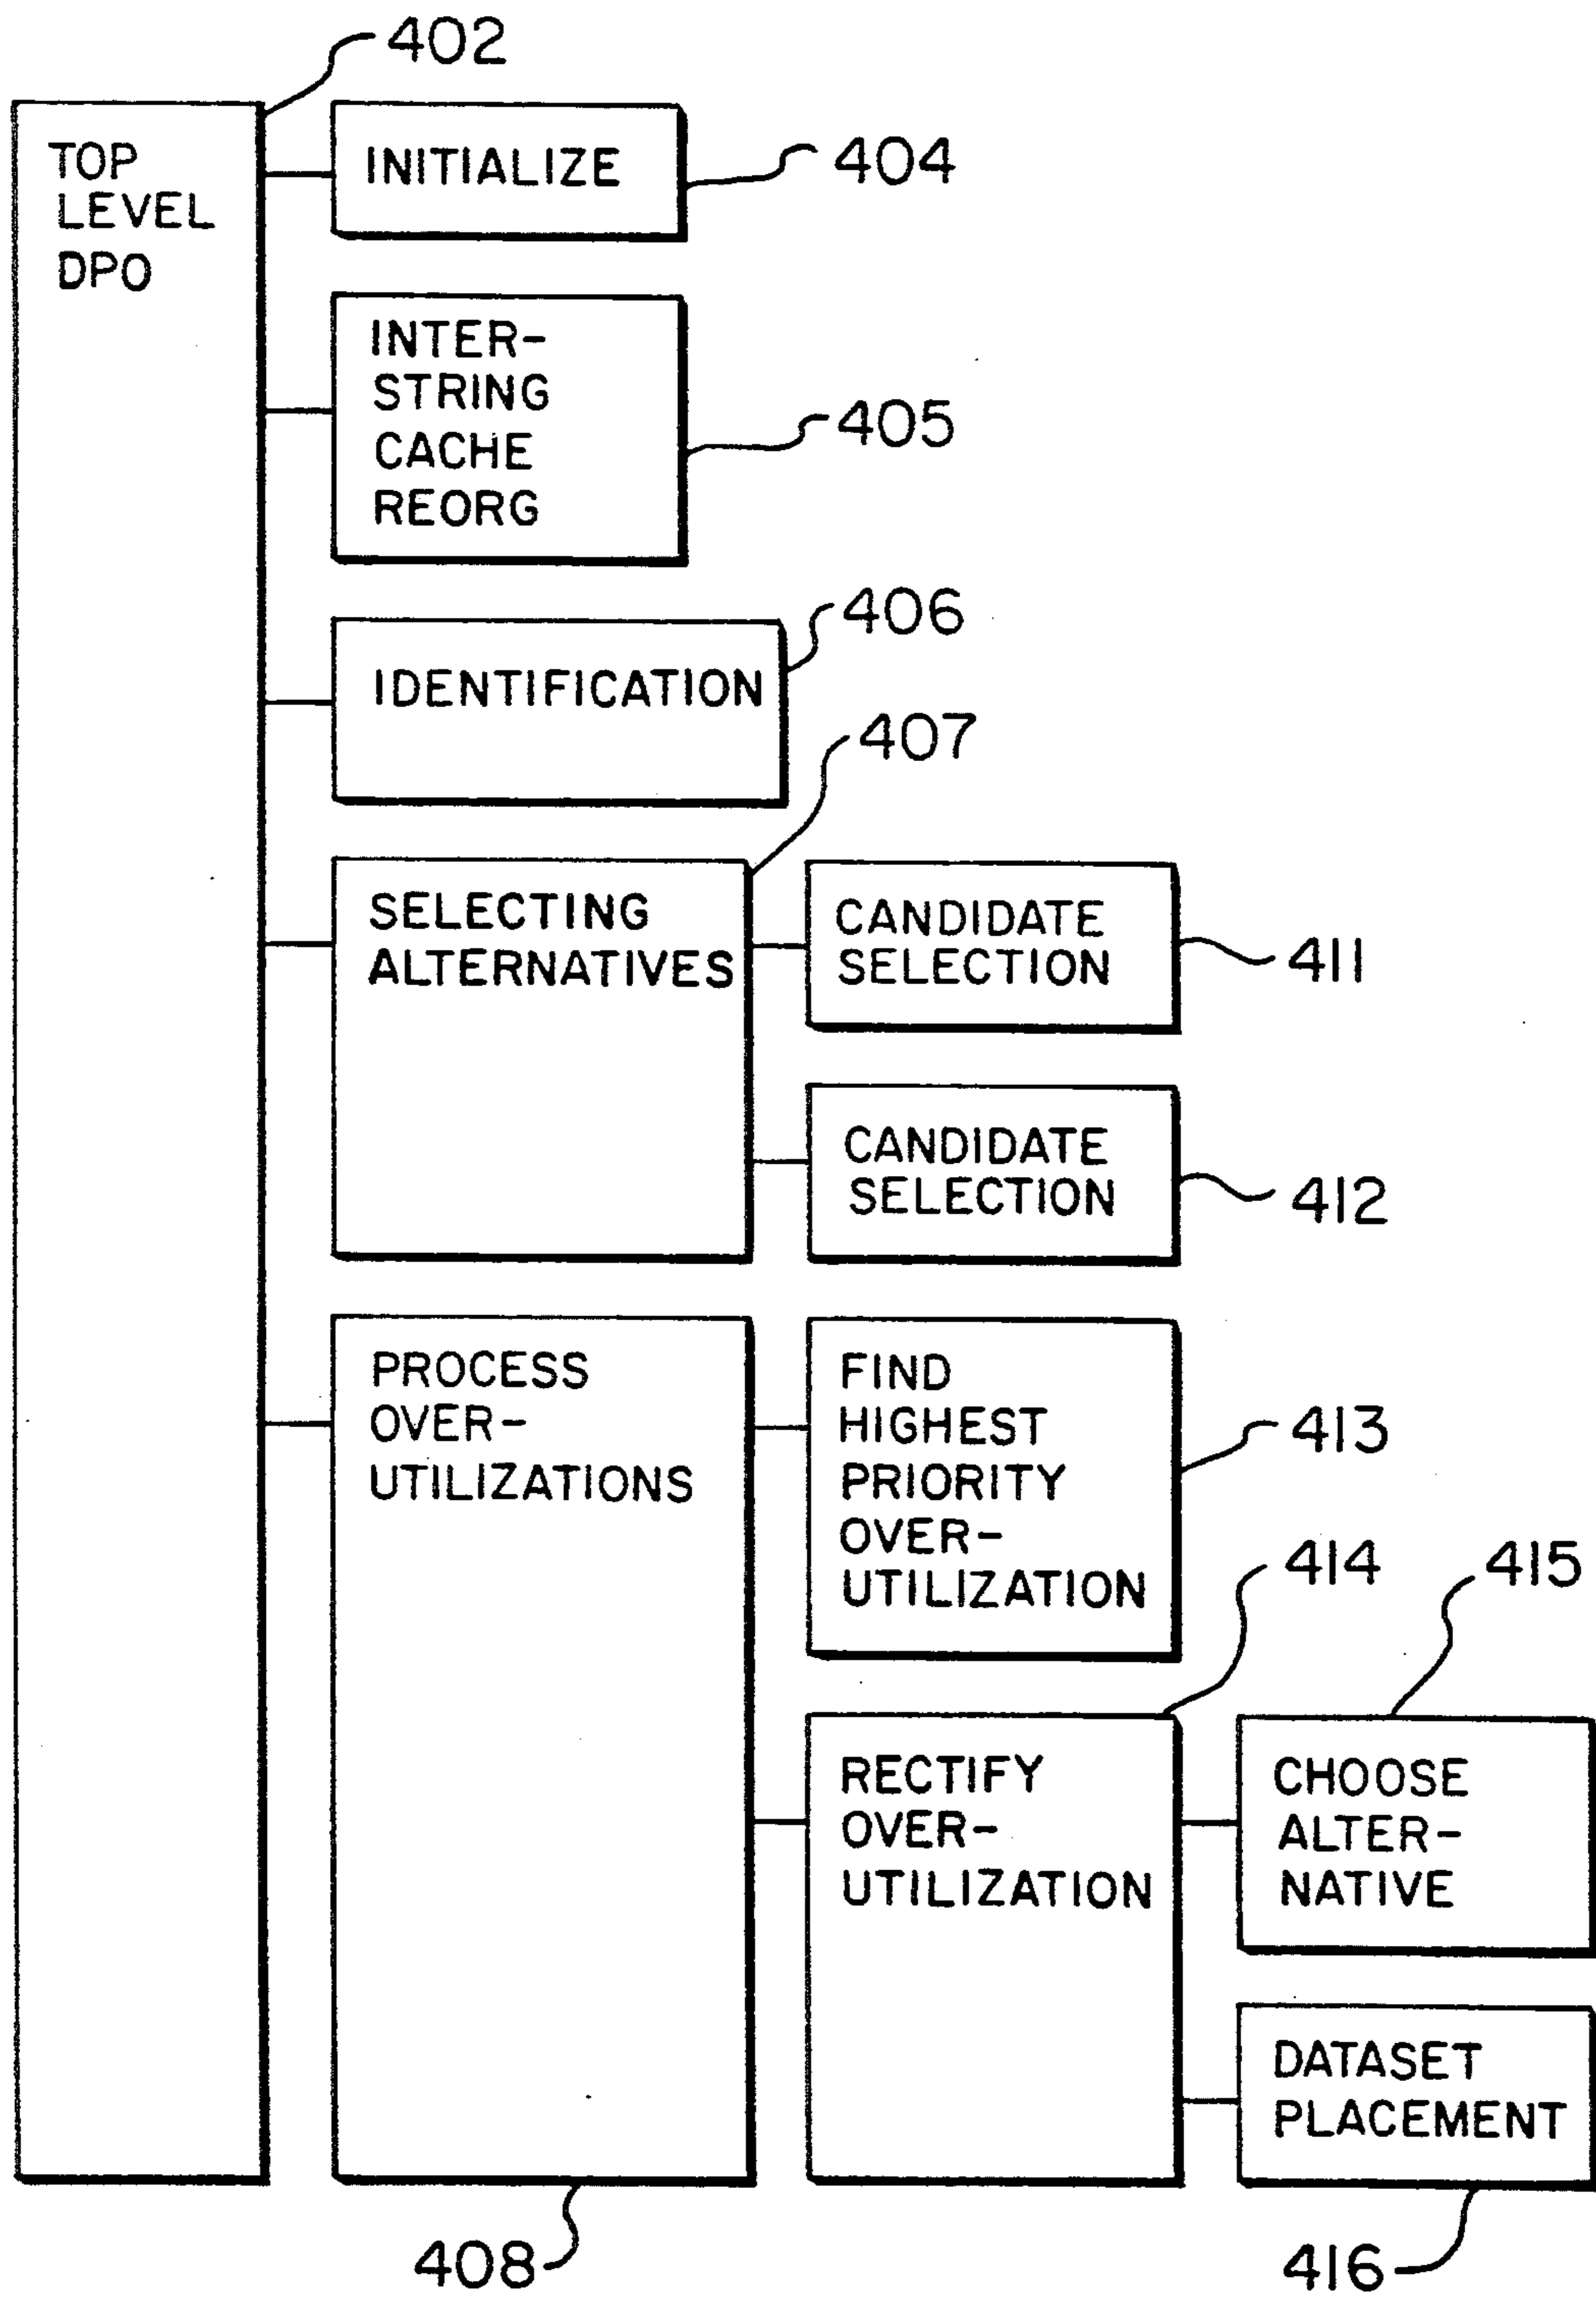 402
TOP
LEVEL
DPO
INITIALIZE
404
INTER-
STRING
CACHE
REORG
405
406
IDENTIFICATION
407
SELECTING
ALTERNATIVES
CANDIDATE
SELECTION
411
CANDIDATE
SELECTION
412
PROCESS
OVER-
UTILIZATIONS
FIND
HIGHEST
PRIORITY
OVER-
UTILIZATION
413
414
415
RECTIFY
OVER-
UTILIZATION
CHOOSE
ALTER-
NATIVE
DATASET
PLACEMENT
408
416